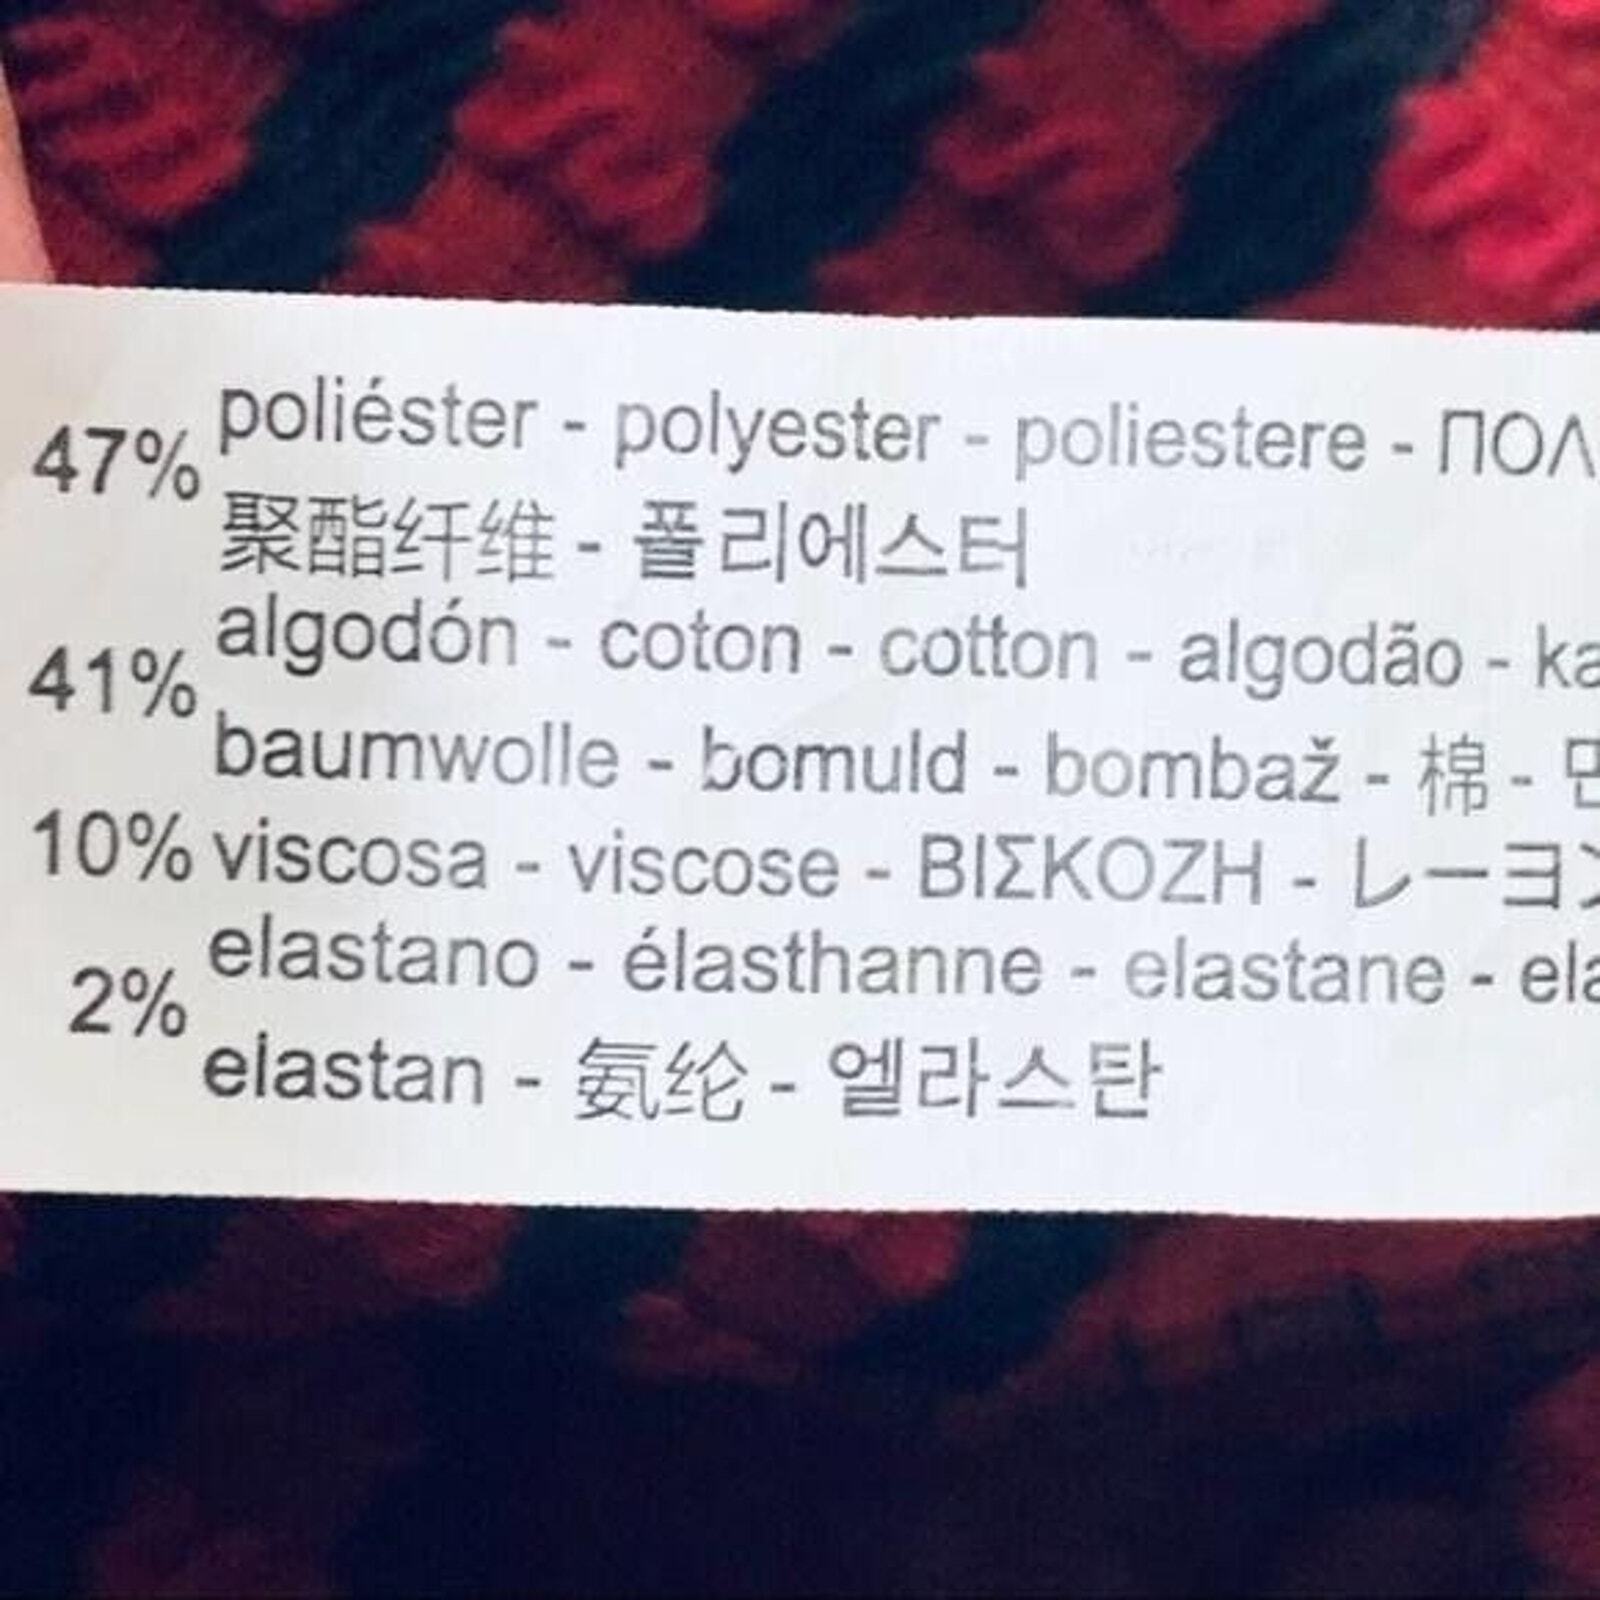 47% poliéster - polyester - poliestere -
聚酯纤维 - 폴리에스터
41% algodón - coton - cotton - algodão -
baumwolle - bomuld - bombaž - 棉 -
10% viscosa - viscose - ΒΙΣΚΟΖΗ -
2% elastano - élasthanne - elastane -
elastan - 氨纶 - 엘라스탄